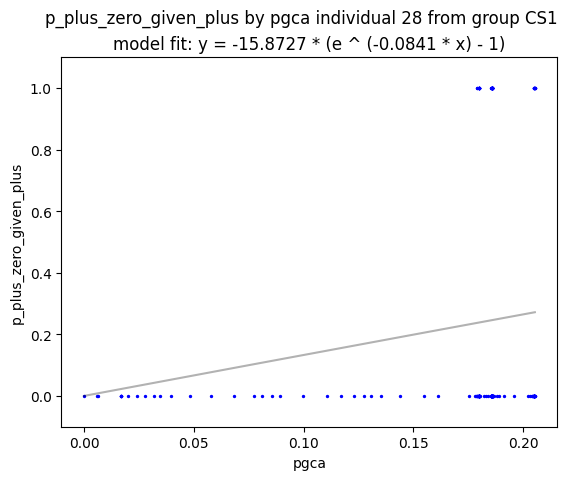 p_plus_zero_given_plus by pgca individual 28 from group CS1
model fit: y = -15.8727 * (e ^ (-0.0841 * x) - 1)
1.0
0.8
0.6
0.4
0.2
0.0
p_plus_zero_given_plus
0.00 0.05 0.10 0.15 0.20
pgca